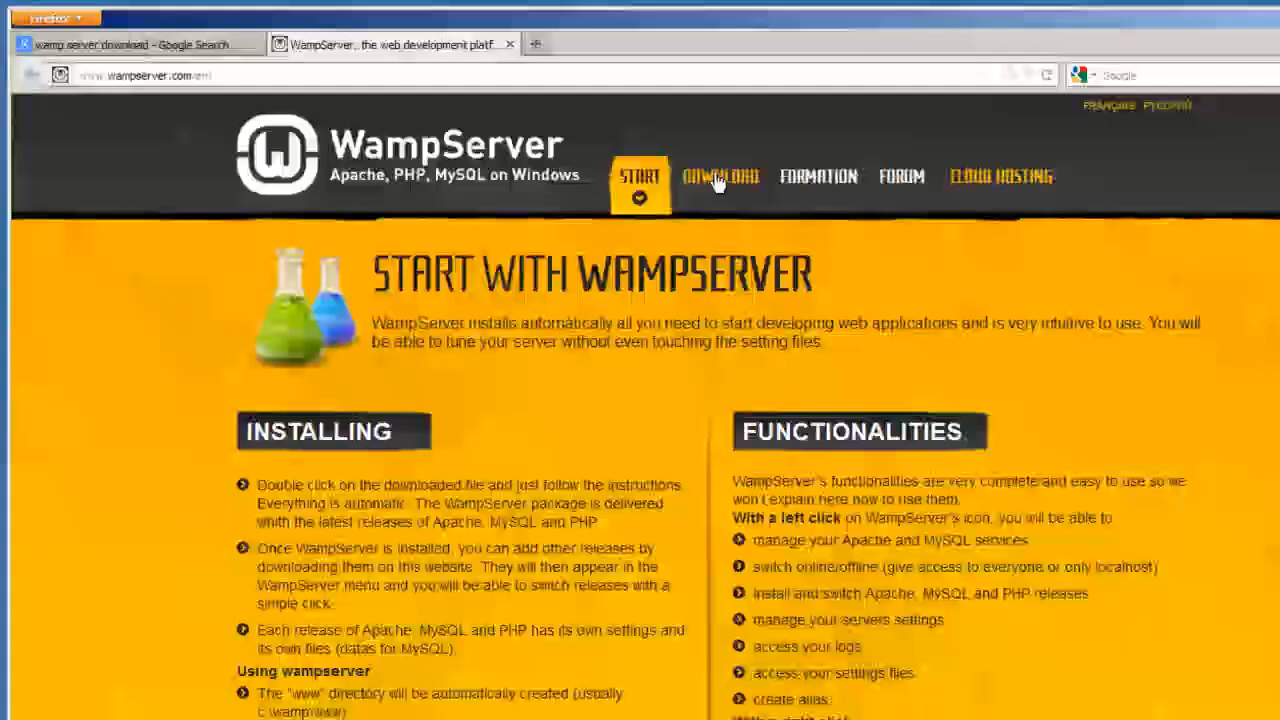 Firefox
wamp server download - Google Search
WampServer, the web development platf...
www.wampserver.com/en/
Google
FRANÇAIS РУССКИЙ
WampServer
Apache, PHP, MySQL on Windows
START
DOWNLOAD
FORMATION
FORUM
CLOUD HOSTING
START WITH WAMPSERVER
WampServer installs automatically all you need to start developing web applications and is very intuitive to use. You will
be able to tune your server without even touching the setting files.
INSTALLING
Double click on the downloaded file and just follow the instructions.
Everything is automatic. The WampServer package is delivered
whith the latest releases of Apache, MySQL and PHP.
Once WampServer is installed, you can add other releases by
downloading them on this website. They will then appear in the
WampServer menu and you will be able to switch releases with a
simple click.
Each release of Apache, MySQL and PHP has its own settings and
its own files (datas for MySQL).
Using wampserver
The "www" directory will be automatically created (usually
c:\wamp\www)
FUNCTIONALITIES
WampServer's functionalities are very complete and easy to use so we
won't explain here how to use them.
With a left click on WampServer's icon, you will be able to
manage your Apache and MySQL services
switch online/offline (give access to everyone or only localhost)
install and switch Apache, MySQL and PHP releases
manage your servers settings
access your logs
access your settings files
create alias